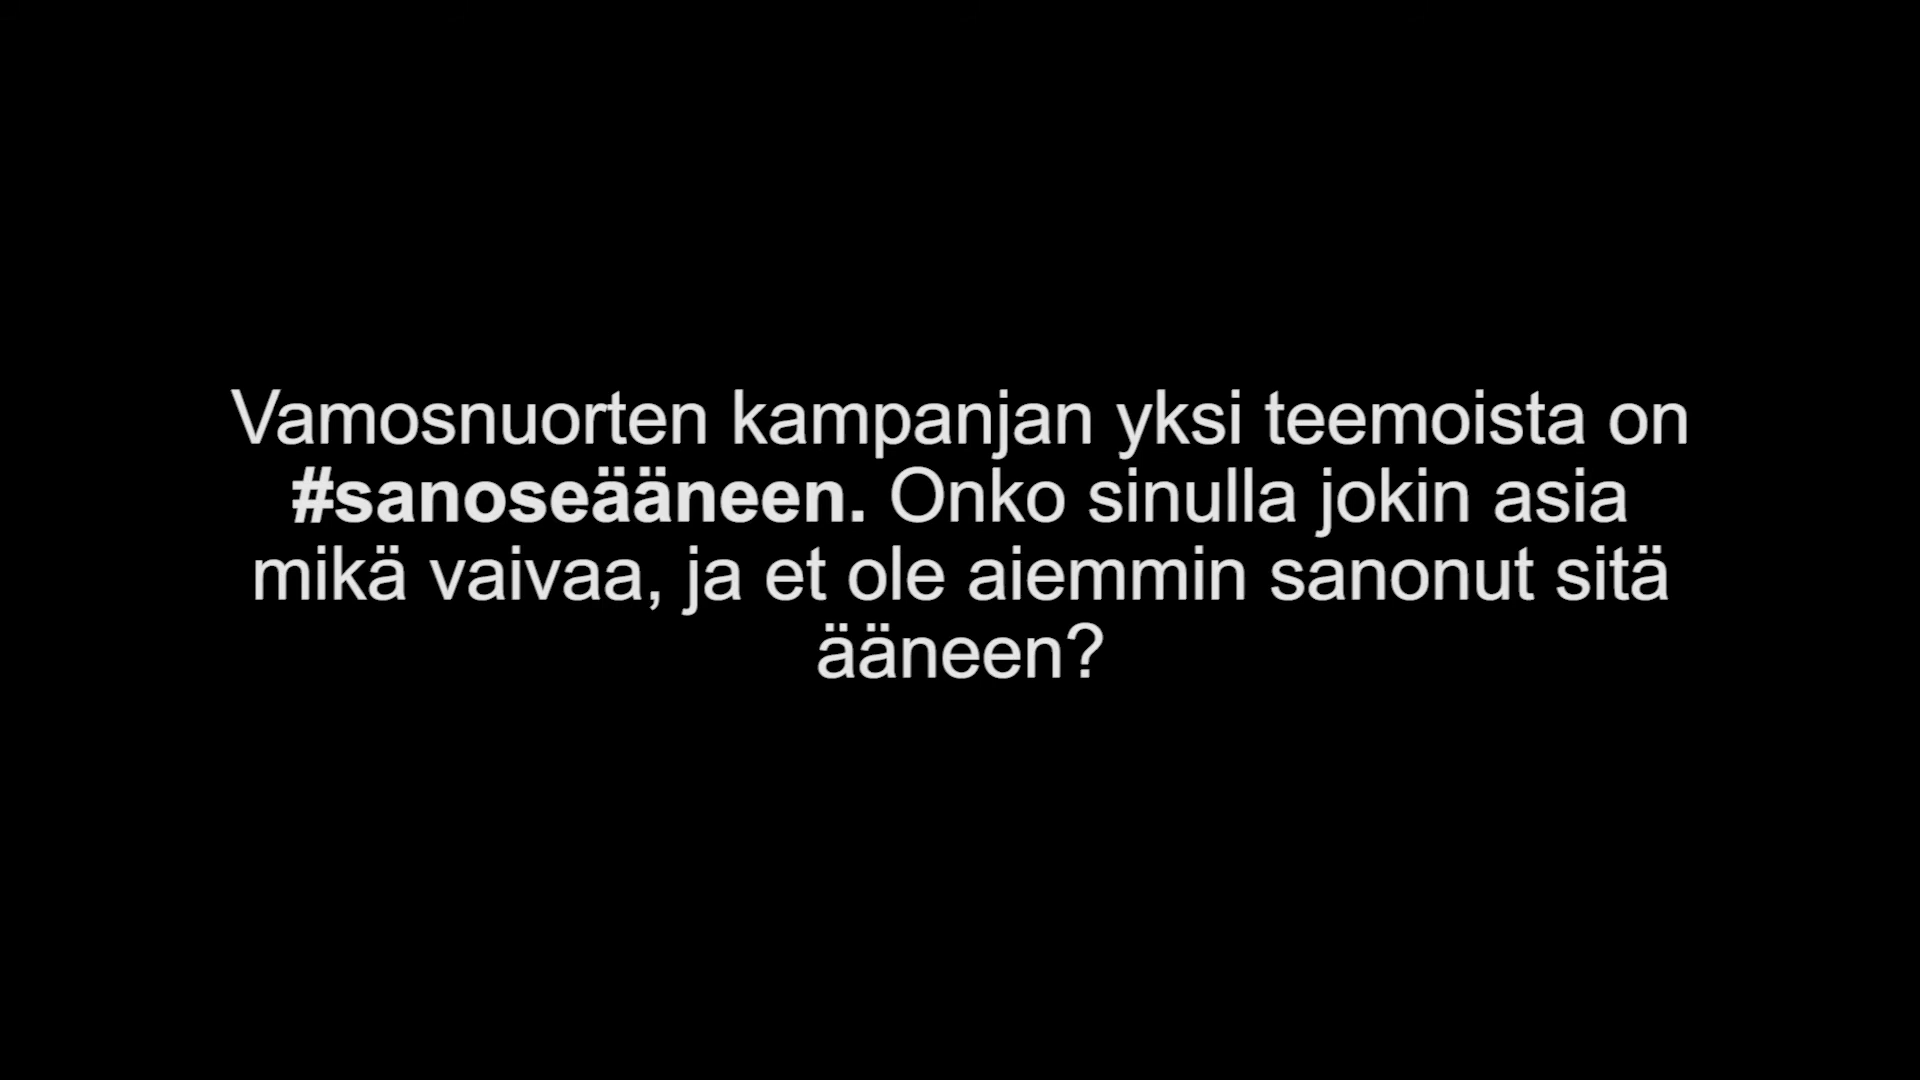 Vamosnuorten kampanjan yksi teemoista on
#sanoseääneen. Onko sinulla jokin asia
mikä vaivaa, ja et ole aiemmin sanonut sitä
ääneen?